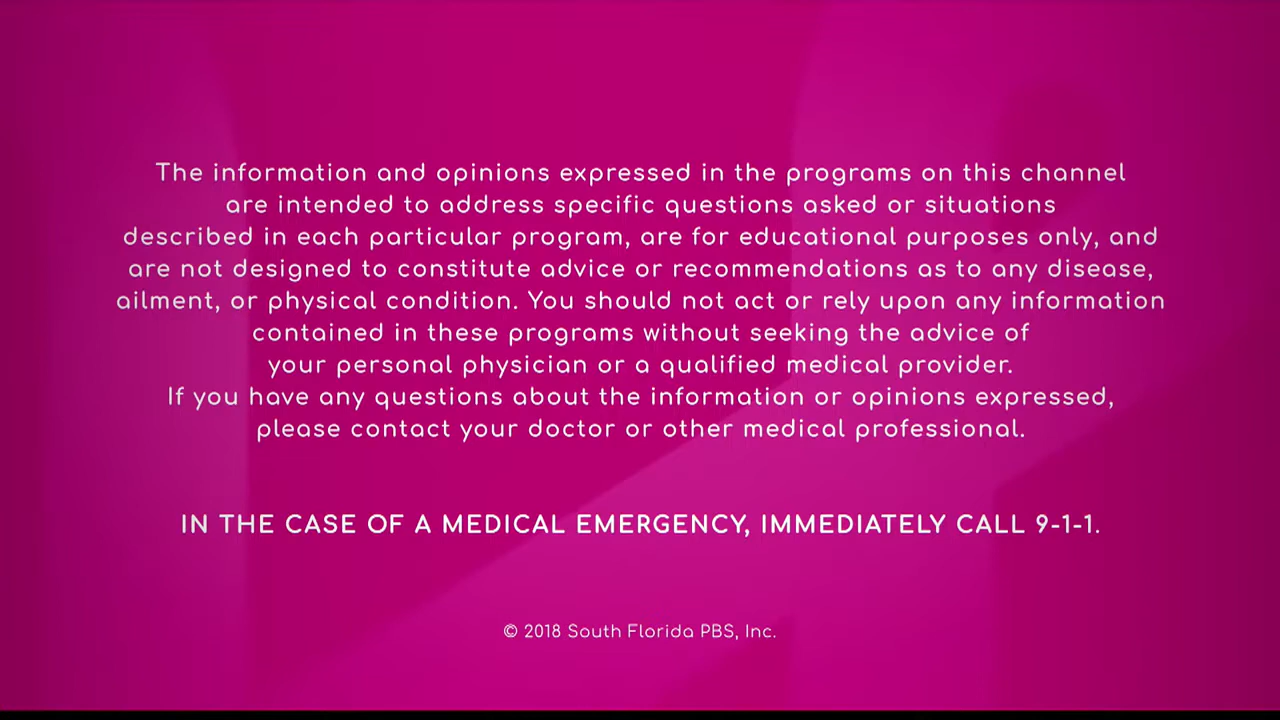 The information and opinions expressed in the programs on this channel
are intended to address specific questions asked or situations
described in each particular program, are for educational purposes only, and
are not designed to constitute advice or recommendations as to any disease,
ailment, or physical condition. You should not act or rely upon any information
contained in these programs without seeking the advice of
your personal physician or a qualified medical provider.
If you have any questions about the information or opinions expressed,
please contact your doctor or other medical professional.
IN THE CASE OF A MEDICAL EMERGENCY, IMMEDIATELY CALL 9-1-1.
© 2018 South Florida PBS, Inc.